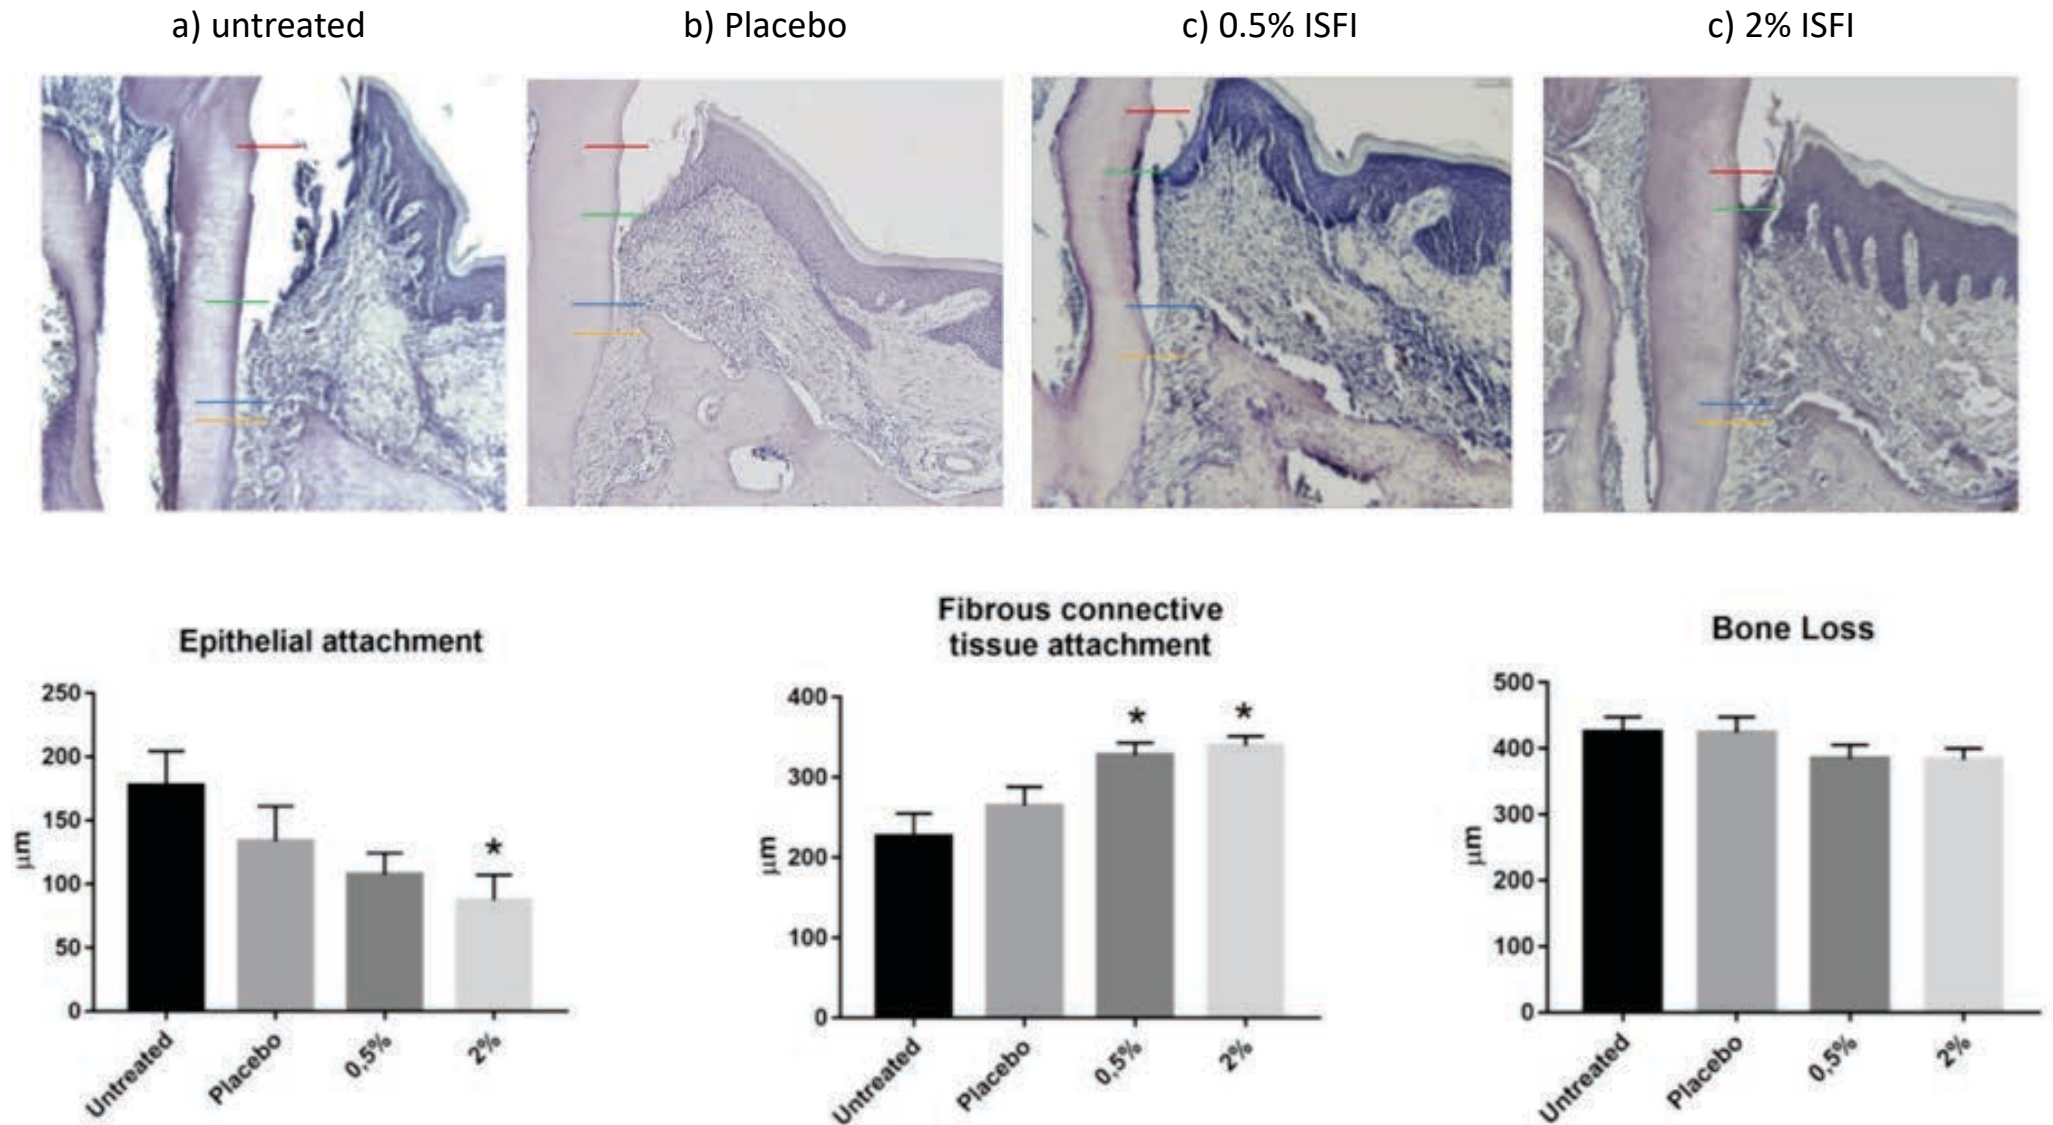 a) untreated
b) Placebo
c) 0.5% ISFI
c) 2% ISFI
Epithelial attachment
250
200
150
100
50
0
μm
*
Untreated
Placebo
0,5%
2%
Fibrous connective
tissue attachment
400
300
200
100
0
μm
*
*
Untreated
Placebo
0,5%
2%
Bone Loss
500
400
300
200
100
0
μm
Untreated
Placebo
0,5%
2%